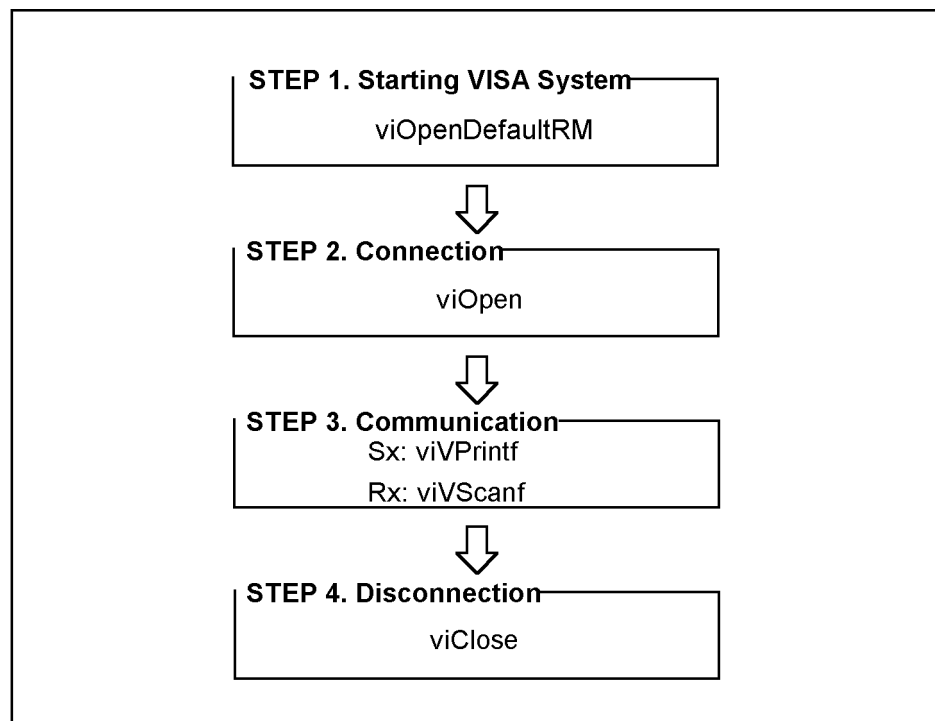 STEP 1. Starting VISA System
viOpenDefaultRM
STEP 2. Connection
viOpen
STEP 3. Communication
Sx: viVPrintf
Rx: viVScanf
STEP 4. Disconnection
viClose